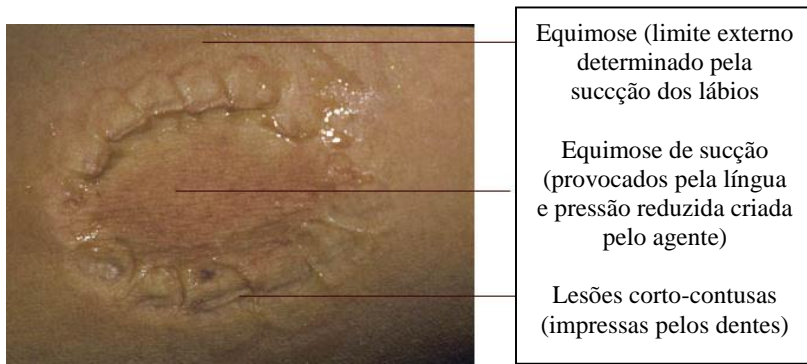 Equimose (limite externo
determinado pela
succção dos lábios
Equimose de sucção
(provocados pela língua
e pressão reduzida criada
pelo agente)
Lesões corto-contusas
(impressas pelos dentes)